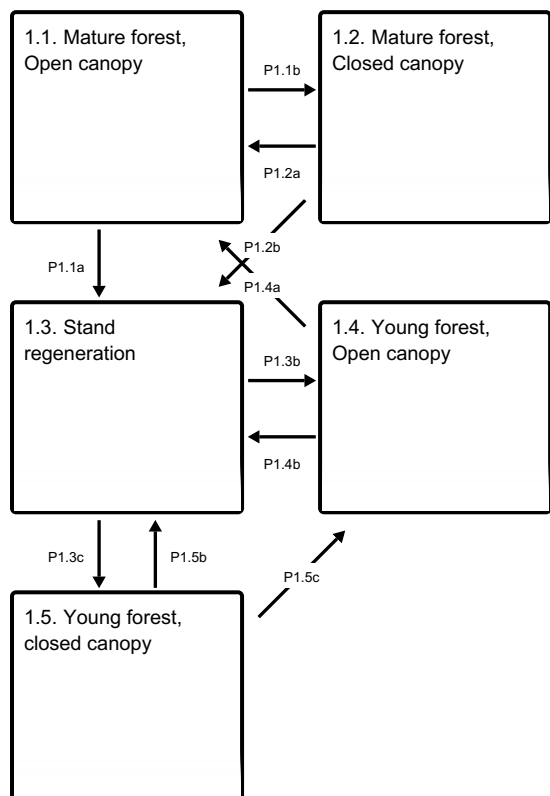 1.1. Mature forest,
Open canopy
P1.1b
1.2. Mature forest,
Closed canopy
P1.2a
P1.1a
P1.2b
P1.4a
1.3. Stand
regeneration
P1.3b
1.4. Young forest,
Open canopy
P1.4b
P1.3c
P1.5b
P1.5c
1.5. Young forest,
closed canopy